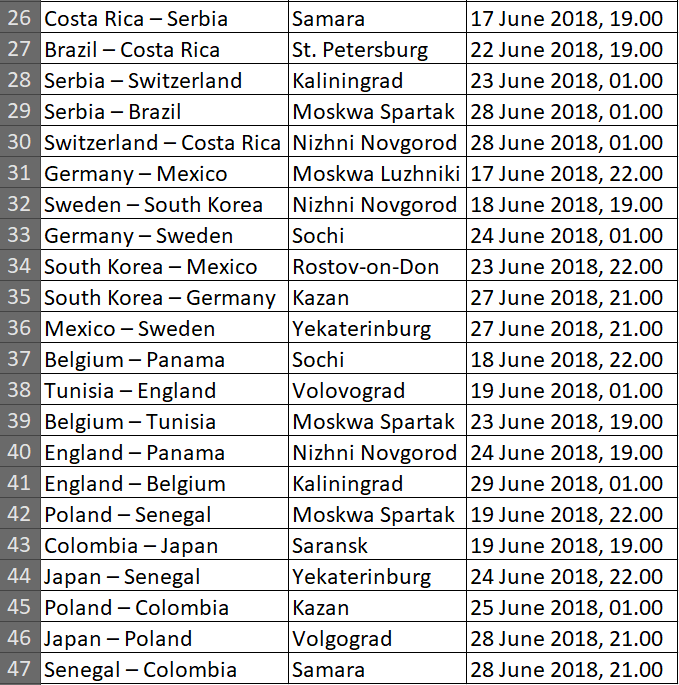 26 Costa Rica – Serbia Samara 17 June 2018, 19.00
27 Brazil – Costa Rica St. Petersburg 22 June 2018, 19.00
28 Serbia – Switzerland Kaliningrad 23 June 2018, 01.00
29 Serbia – Brazil Moskwa Spartak 28 June 2018, 01.00
30 Switzerland – Costa Rica Nizhni Novgorod 28 June 2018, 01.00
31 Germany – Mexico Moskwa Luzhniki 17 June 2018, 22.00
32 Sweden – South Korea Nizhni Novgorod 18 June 2018, 19.00
33 Germany – Sweden Sochi 24 June 2018, 01.00
34 South Korea – Mexico Rostov-on-Don 23 June 2018, 22.00
35 South Korea – Germany Kazan 27 June 2018, 21.00
36 Mexico – Sweden Yekaterinburg 27 June 2018, 21.00
37 Belgium – Panama Sochi 18 June 2018, 22.00
38 Tunisia – England Volovograd 19 June 2018, 01.00
39 Belgium – Tunisia Moskwa Spartak 23 June 2018, 19.00
40 England – Panama Nizhni Novgorod 24 June 2018, 19.00
41 England – Belgium Kaliningrad 29 June 2018, 01.00
42 Poland – Senegal Moskwa Spartak 19 June 2018, 22.00
43 Colombia – Japan Saransk 19 June 2018, 19.00
44 Japan – Senegal Yekaterinburg 24 June 2018, 22.00
45 Poland – Colombia Kazan 25 June 2018, 01.00
46 Japan – Poland Volgograd 28 June 2018, 21.00
47 Senegal – Colombia Samara 28 June 2018, 21.00